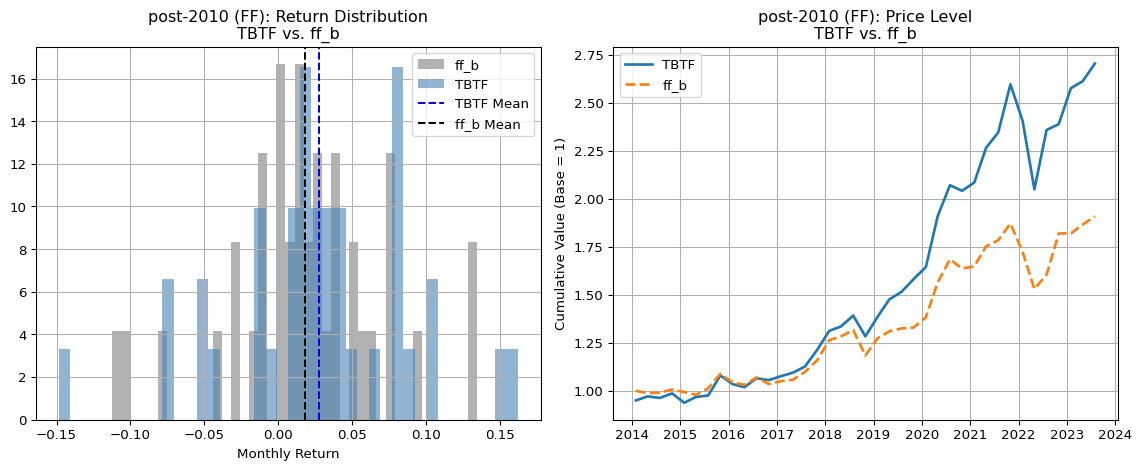 post-2010 (FF): Return Distribution
TBTF vs. ff_b
ff_b
TBTF
TBTF Mean
ff_b Mean
16
14
12
10
8
6
4
2
0
−0.15
−0.10
−0.05
0.00
0.05
0.10
0.15
Monthly Return
post-2010 (FF): Price Level
TBTF vs. ff_b
TBTF
ff_b
Cumulative Value (Base = 1)
2.75
2.50
2.25
2.00
1.75
1.50
1.25
1.00
2014
2015
2016
2017
2018
2019
2020
2021
2022
2023
2024